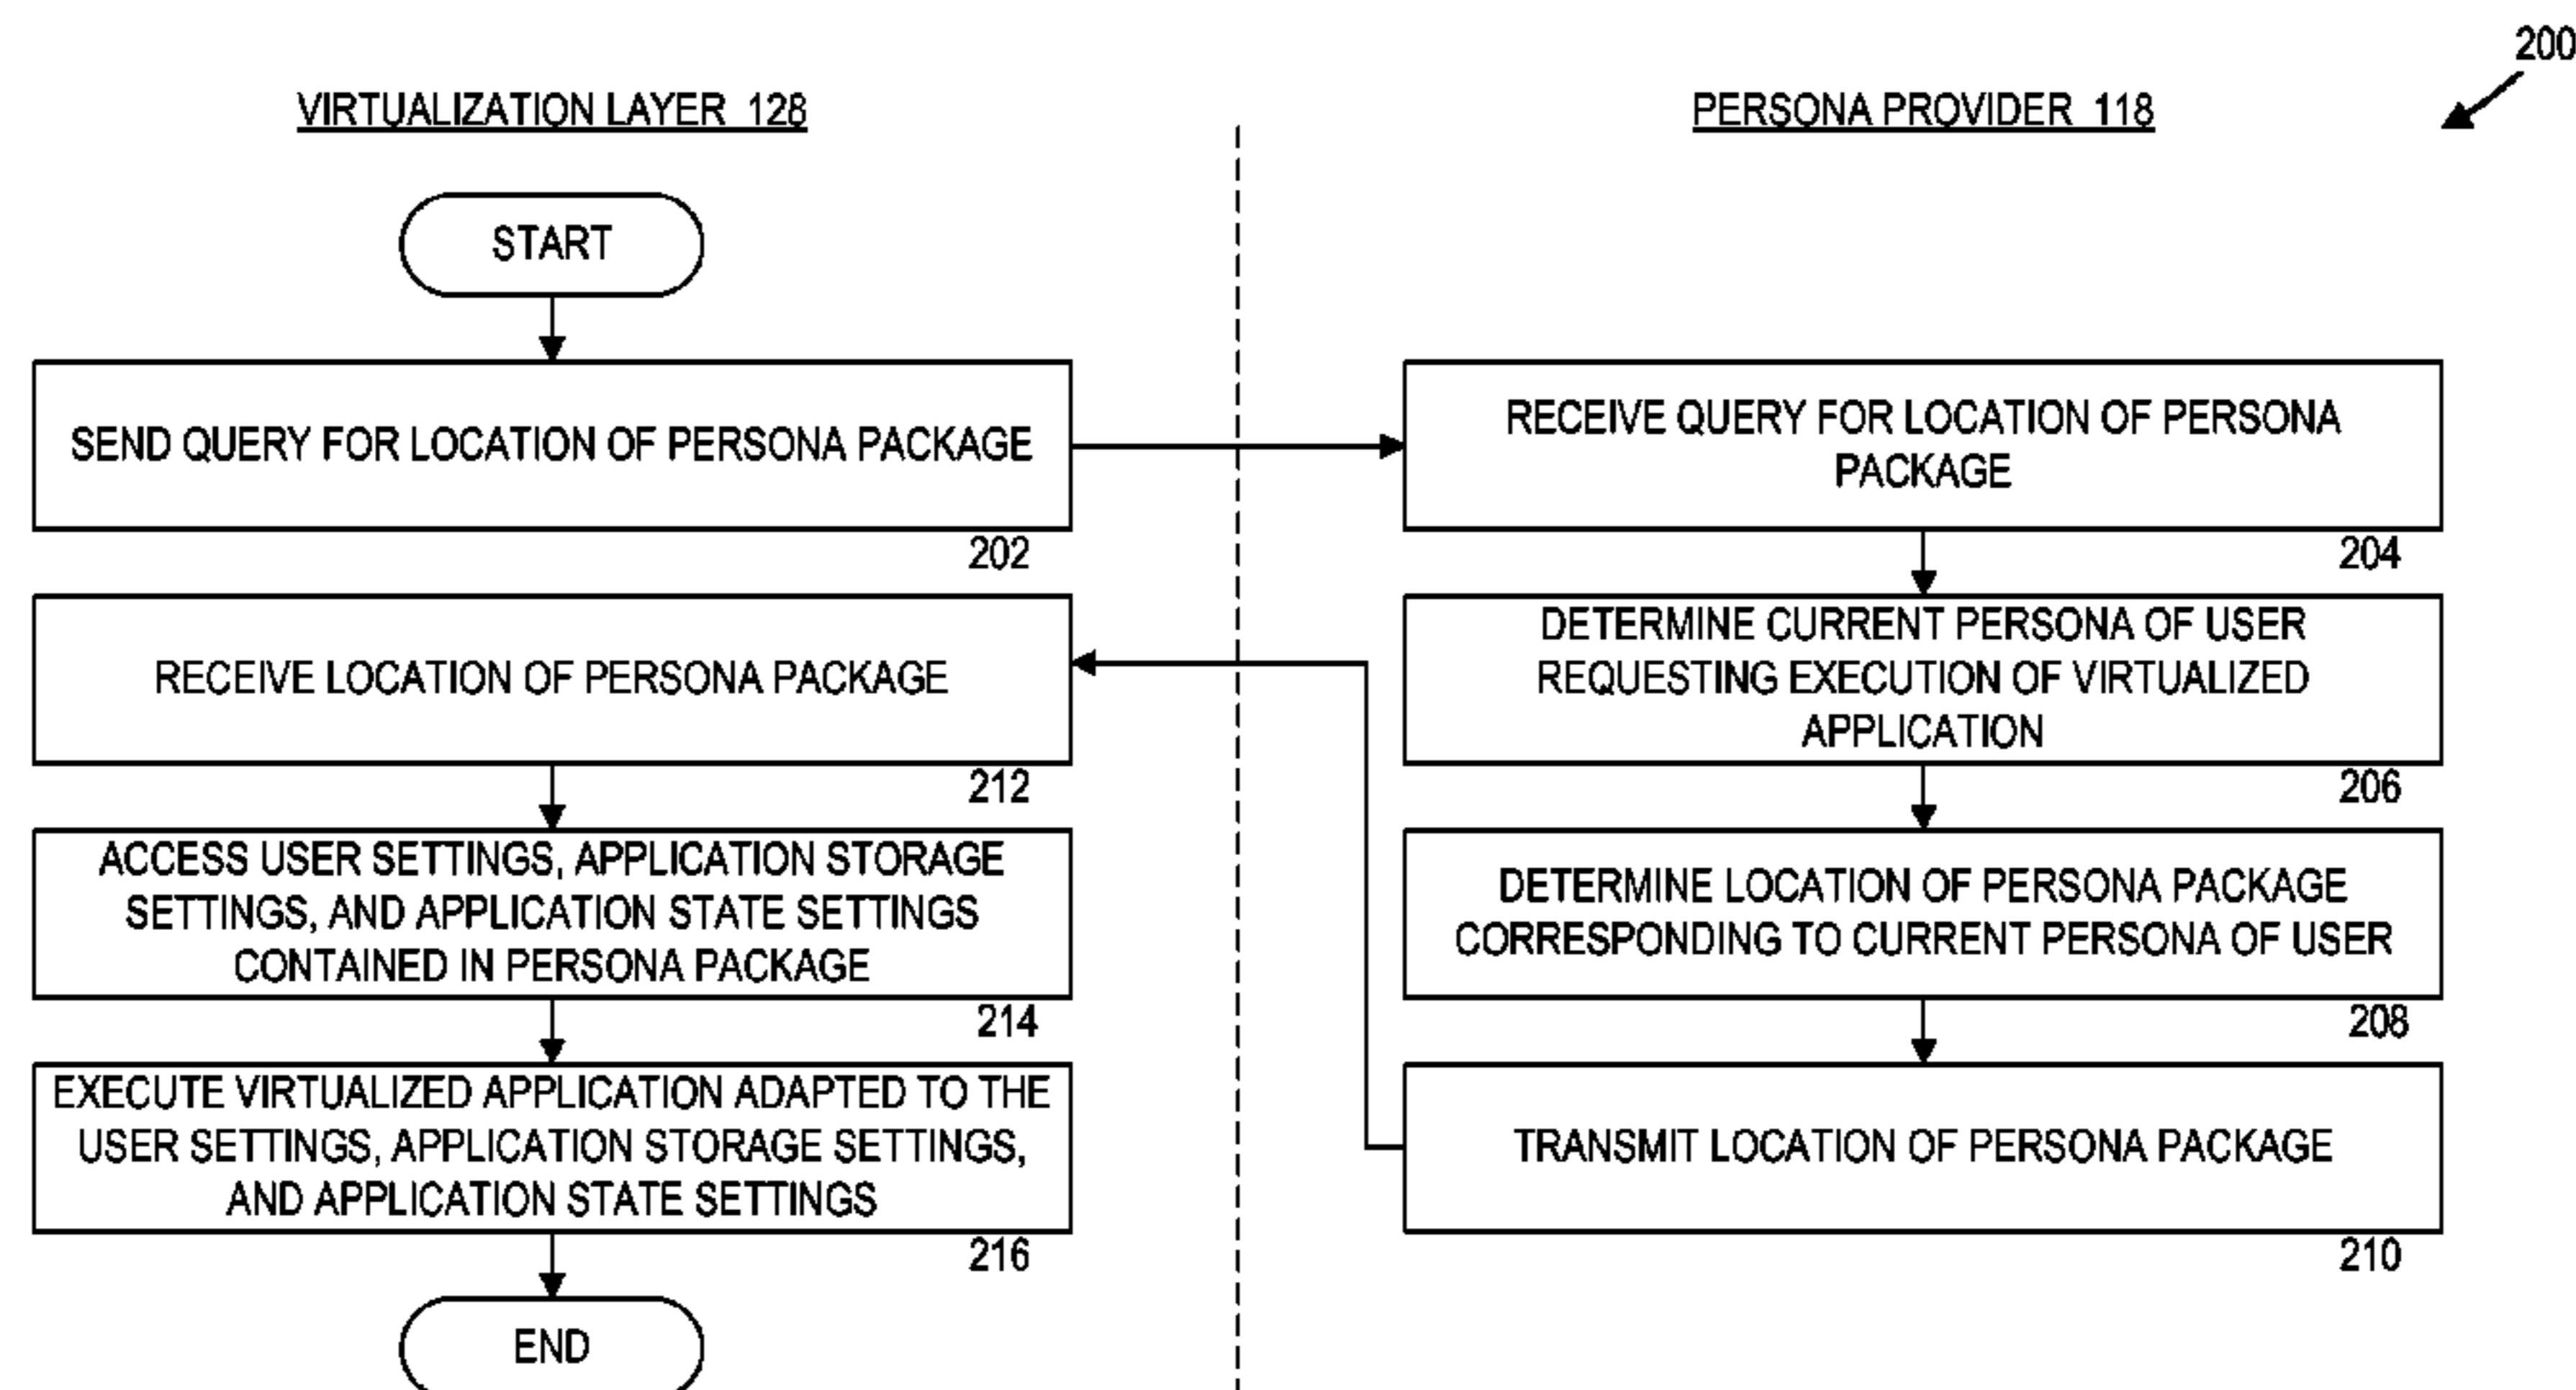 200
VIRTUALIZATION LAYER 128
PERSONA PROVIDER 118
START
SEND QUERY FOR LOCATION OF PERSONA PACKAGE
202
RECEIVE QUERY FOR LOCATION OF PERSONA
PACKAGE
204
DETERMINE CURRENT PERSONA OF USER
REQUESTING EXECUTION OF VIRTUALIZED
APPLICATION
206
DETERMINE LOCATION OF PERSONA PACKAGE
CORRESPONDING TO CURRENT PERSONA OF USER
208
TRANSMIT LOCATION OF PERSONA PACKAGE
210
RECEIVE LOCATION OF PERSONA PACKAGE
212
ACCESS USER SETTINGS, APPLICATION STORAGE
SETTINGS, AND APPLICATION STATE SETTINGS
CONTAINED IN PERSONA PACKAGE
214
EXECUTE VIRTUALIZED APPLICATION ADAPTED TO THE
USER SETTINGS, APPLICATION STORAGE SETTINGS,
AND APPLICATION STATE SETTINGS
216
END